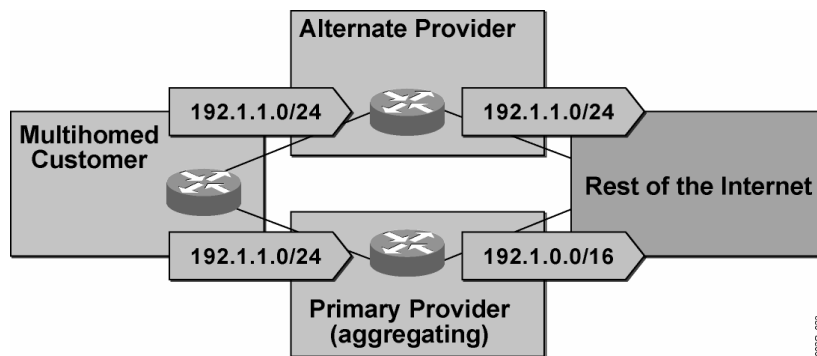 Alternate Provider
192.1.1.0/24
192.1.1.0/24
Multihomed
Customer
Rest of the Internet
192.1.1.0/24
192.1.0.0/16
Primary Provider
(aggregating)